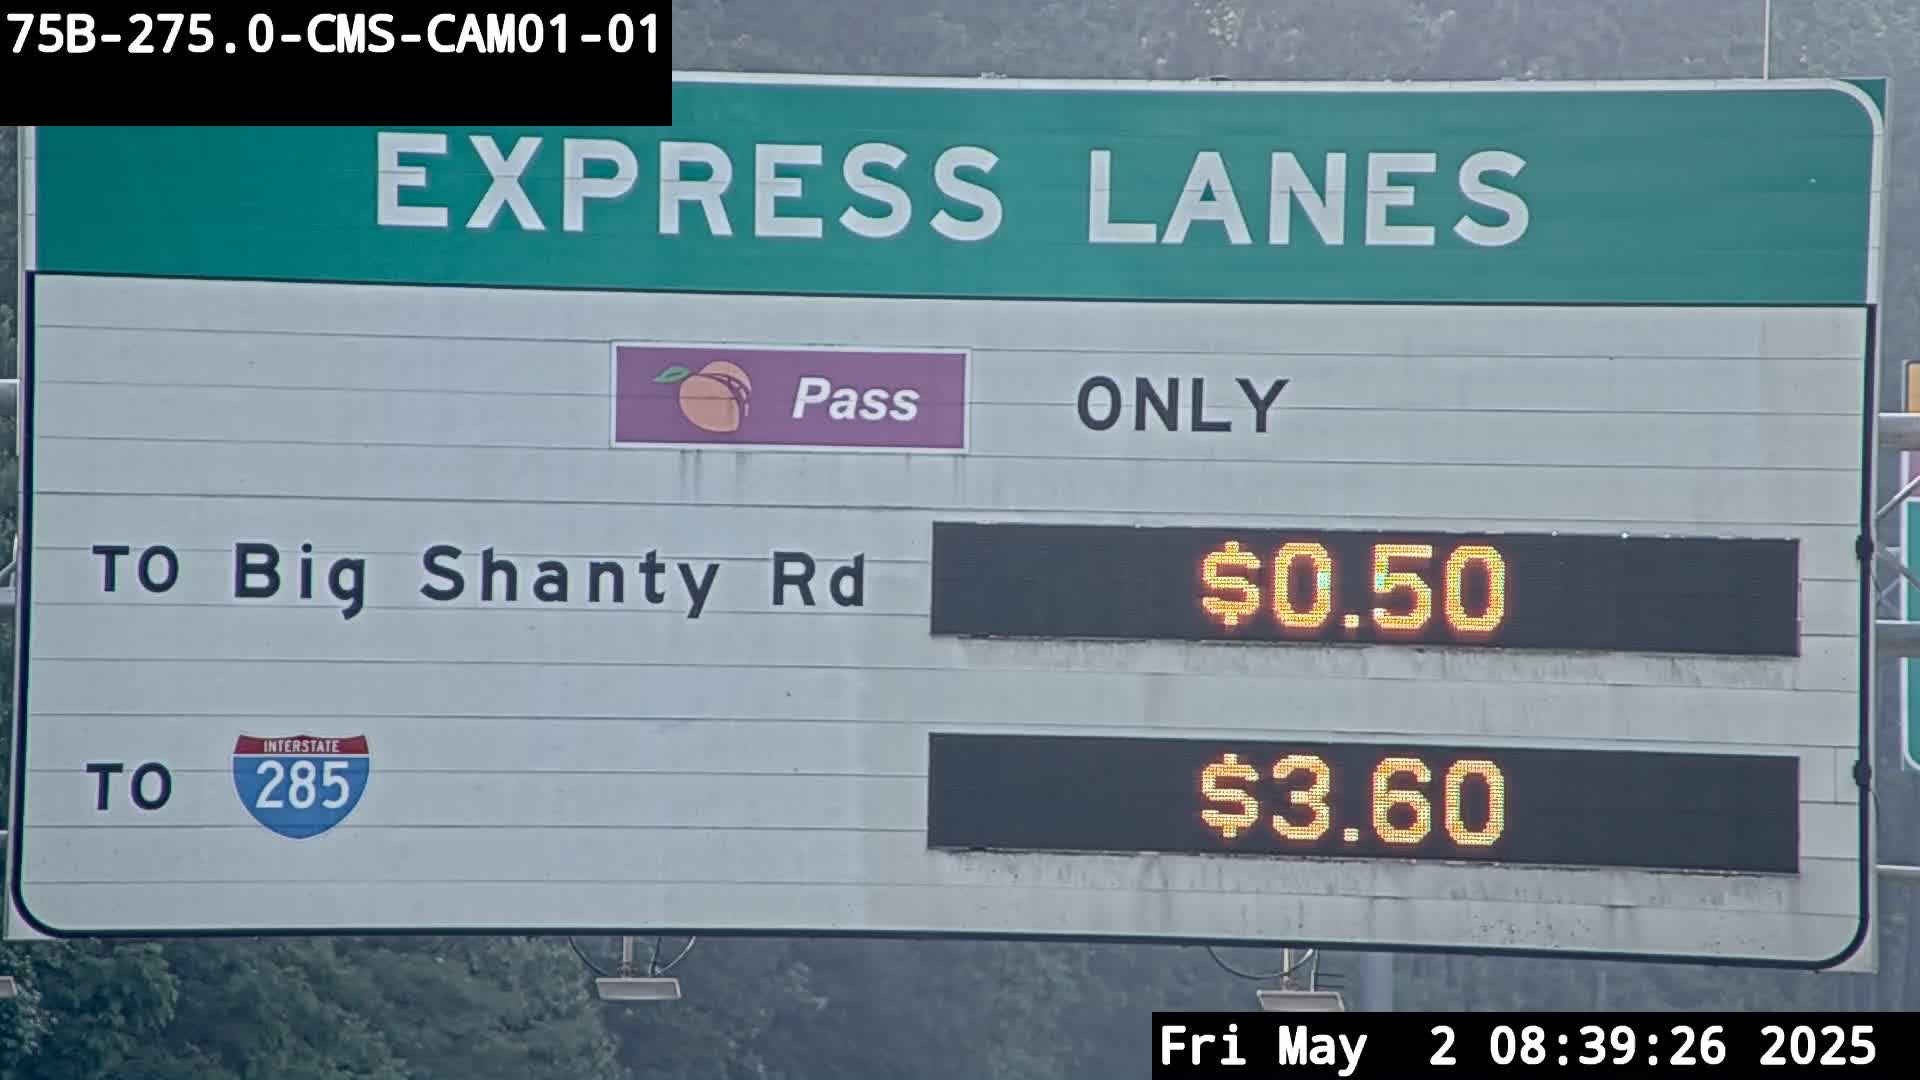 75B-275.0-CMS-CAM01-01
EXPRESS LANES
Pass ONLY
TO Big Shanty Rd $0.50
INTERSTATE
TO 285 $3.60
Fri May  2 08:39:26 2025